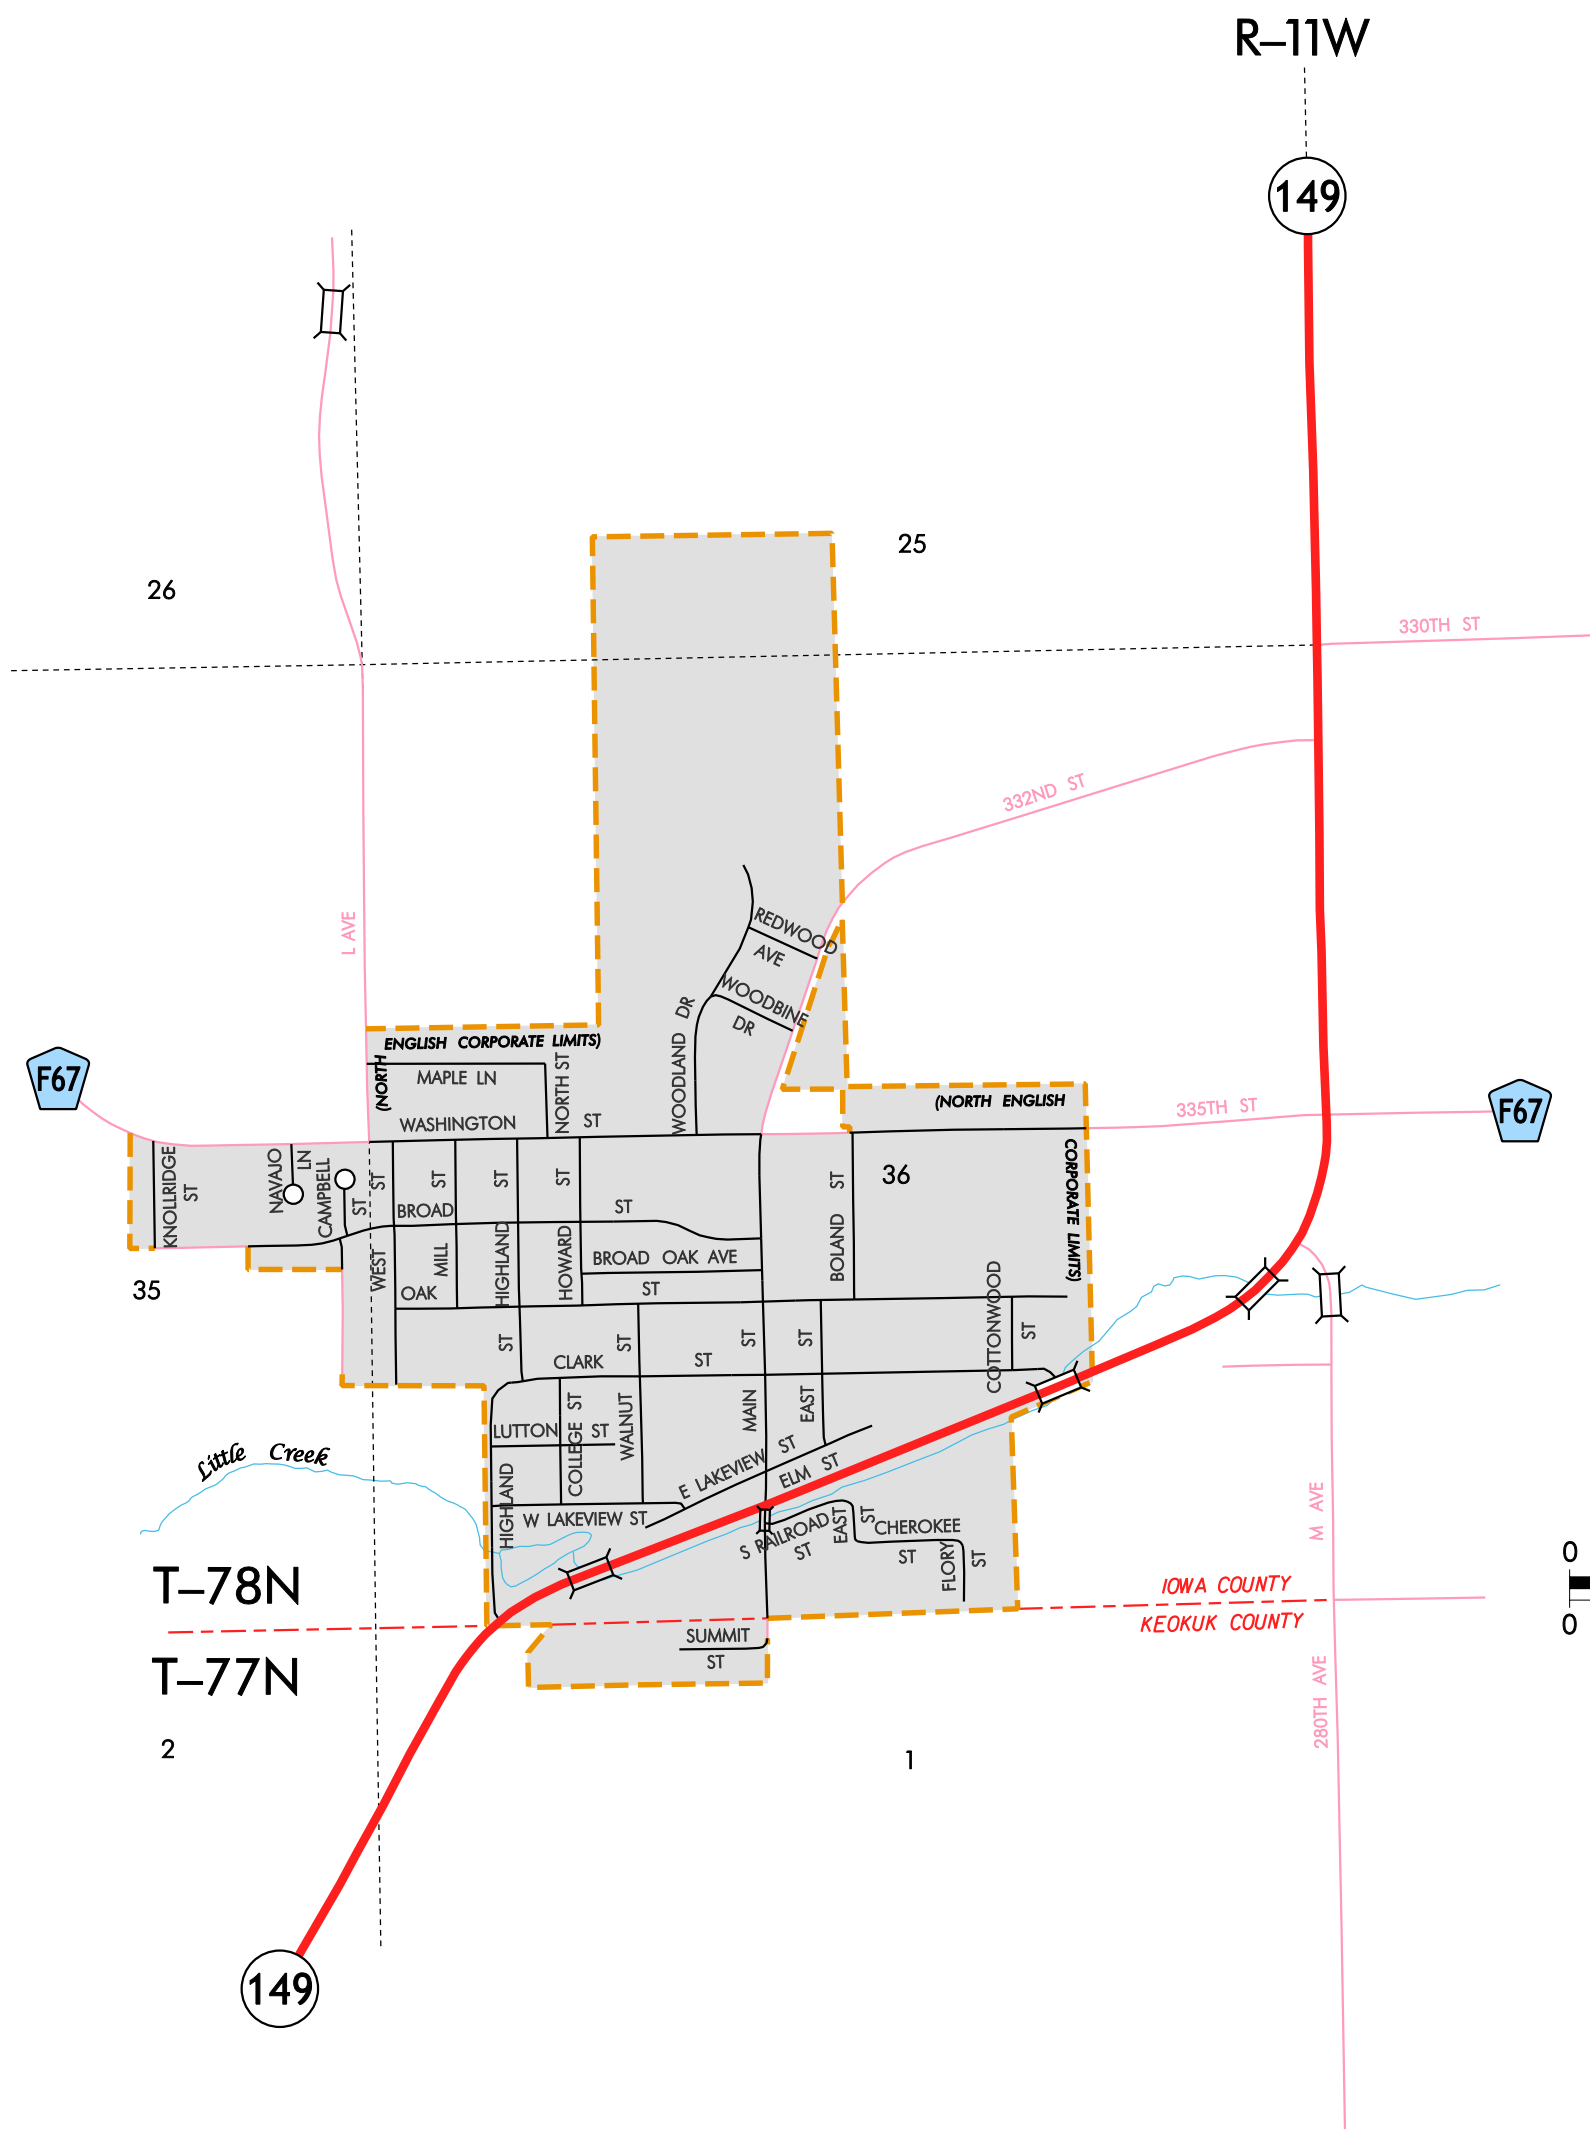 R–11W
149
25
26
330TH ST
332ND ST
L AVE
REDWOOD
AVE
WOODBINE
DR
WOODLAND DR
ENGLISH CORPORATE LIMITS)
(NORTH
MAPLE LN
NORTH ST
WASHINGTON ST
F67
(NORTH ENGLISH
CORPORATE LIMITS)
335TH ST
F67
KNOLLRIDGE
ST
NAVAJO
LN
CAMPBELL
ST
WEST ST
MILL ST
HIGHLAND ST
HOWARD ST
BROAD ST
BROAD OAK AVE
OAK ST
BOLAND ST
36
35
COTTONWOOD
ST
CLARK ST
ST
ST
MAIN ST
EAST ST
LUTTON ST
COLLEGE ST
WALNUT
HIGHLAND
E LAKEVIEW ST
ELM ST
W LAKEVIEW ST
S RAILROAD
ST
EAST
ST
CHEROKEE
ST
FLORY
ST
Little Creek
M AVE
0
0
T–78N
IOWA COUNTY
KEOKUK COUNTY
T–77N
SUMMIT
ST
280TH AVE
2
1
149